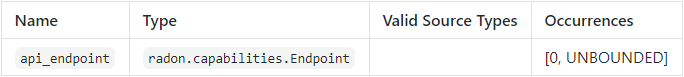 Name Type Valid Source Types Occurrences
api_endpoint radon.capabilities.Endpoint [0, UNBOUNDED]